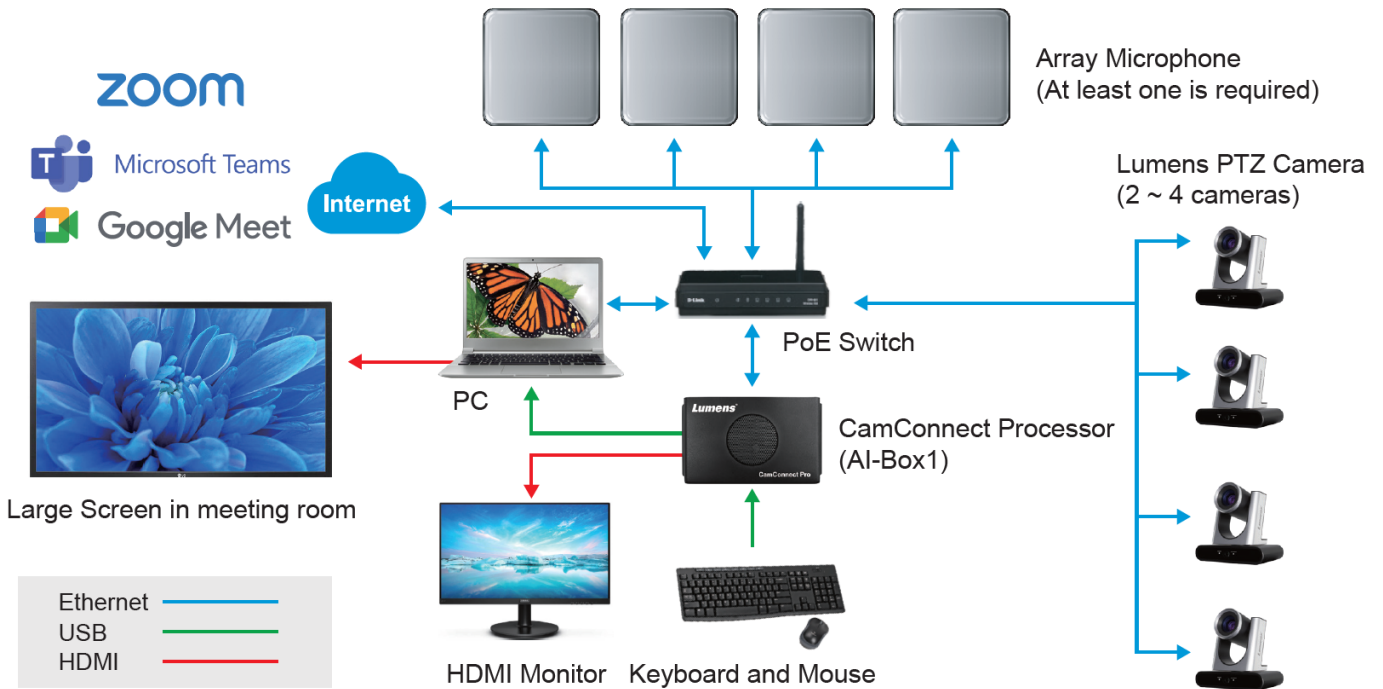 zoom
Microsoft Teams
Google Meet
Internet
Array Microphone
(At least one is required)
Lumens PTZ Camera
(2 ~ 4 cameras)
D-Link
PoE Switch
PC
Lumens
CamConnect Pro
CamConnect Processor
(AI-Box1)
Large Screen in meeting room
HDMI Monitor
Keyboard and Mouse
Ethernet
USB
HDMI